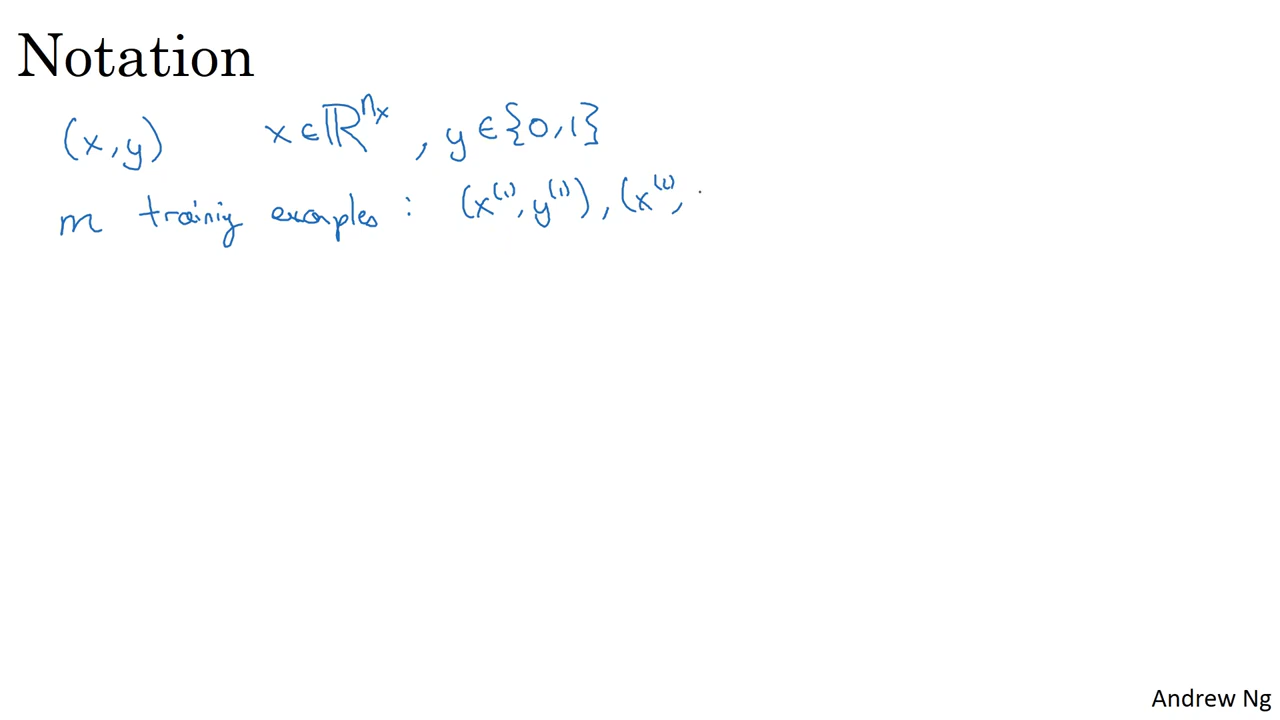 Notation
(x, y) x ∈ ℝ^{n_x}, y ∈ {0, 1}
m training examples : (x^{(1)}, y^{(1)}), (x^{(2)},
Andrew Ng